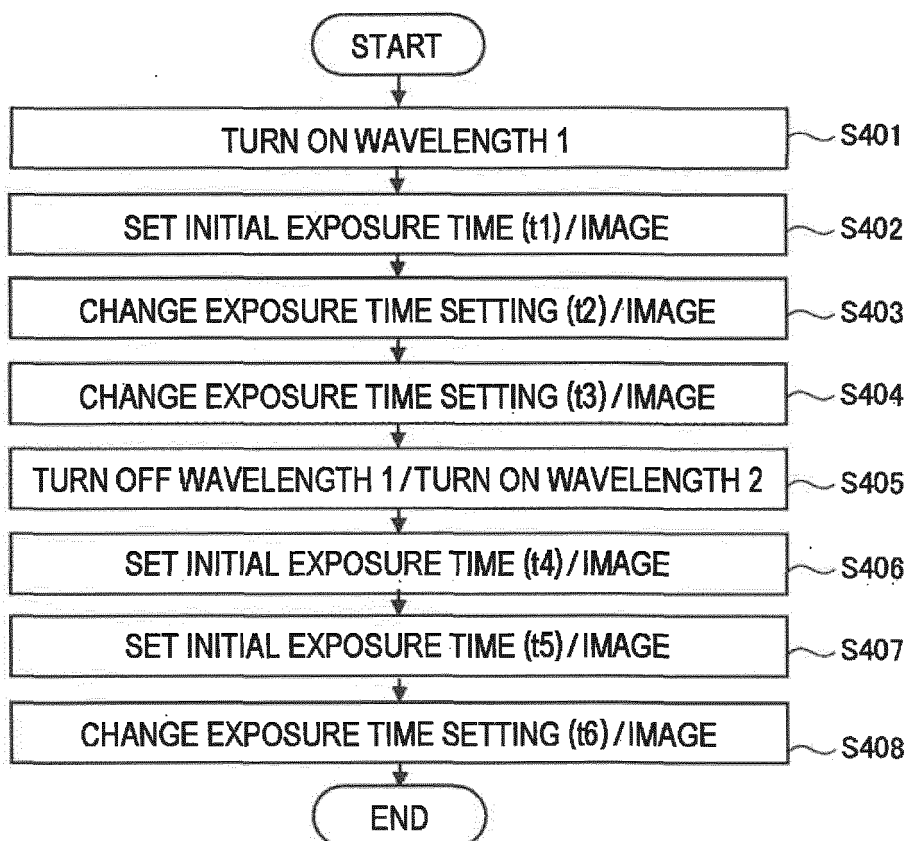 START
TURN ON WAVELENGTH 1
S401
SET INITIAL EXPOSURE TIME (t1)/IMAGE
S402
CHANGE EXPOSURE TIME SETTING (t2)/IMAGE
S403
CHANGE EXPOSURE TIME SETTING (t3)/IMAGE
S404
TURN OFF WAVELENGTH 1/TURN ON WAVELENGTH 2
S405
SET INITIAL EXPOSURE TIME (t4)/IMAGE
S406
SET INITIAL EXPOSURE TIME (t5)/IMAGE
S407
CHANGE EXPOSURE TIME SETTING (t6)/IMAGE
S408
END